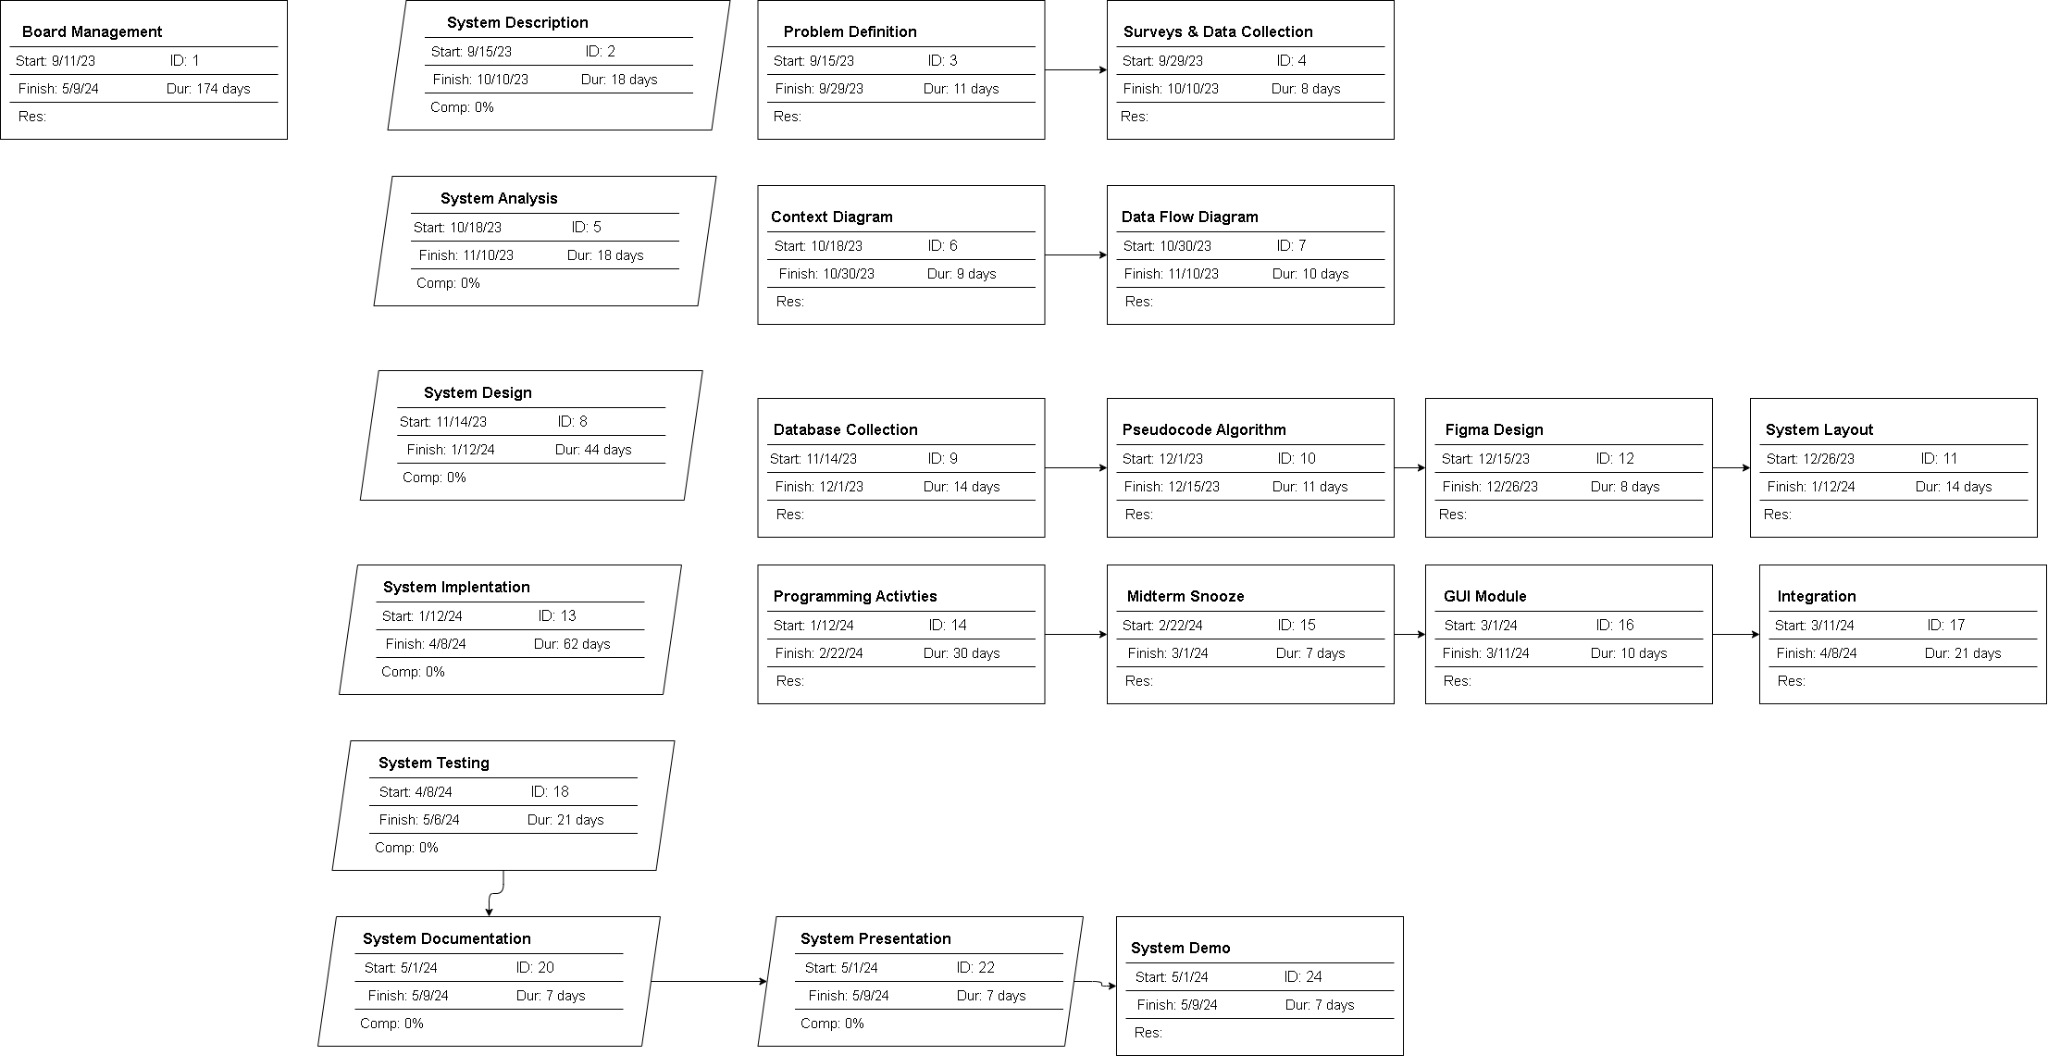 Board Management
Start: 9/11/23 ID: 1
Finish: 5/9/24 Dur: 174 days
Res:
System Description
Start: 9/15/23 ID: 2
Finish: 10/10/23 Dur: 18 days
Comp: 0%
Problem Definition
Start: 9/15/23 ID: 3
Finish: 9/29/23 Dur: 11 days
Res:
Surveys & Data Collection
Start: 9/29/23 ID: 4
Finish: 10/10/23 Dur: 8 days
Res:
System Analysis
Start: 10/18/23 ID: 5
Finish: 11/10/23 Dur: 18 days
Comp: 0%
Context Diagram
Start: 10/18/23 ID: 6
Finish: 10/30/23 Dur: 9 days
Res:
Data Flow Diagram
Start: 10/30/23 ID: 7
Finish: 11/10/23 Dur: 10 days
Res:
System Design
Start: 11/14/23 ID: 8
Finish: 1/12/24 Dur: 44 days
Comp: 0%
Database Collection
Start: 11/14/23 ID: 9
Finish: 12/1/23 Dur: 14 days
Res:
Pseudocode Algorithm
Start: 12/1/23 ID: 10
Finish: 12/15/23 Dur: 11 days
Res:
Figma Design
Start: 12/15/23 ID: 12
Finish: 12/26/23 Dur: 8 days
Res:
System Layout
Start: 12/26/23 ID: 11
Finish: 1/12/24 Dur: 14 days
Res:
System Implentation
Start: 1/12/24 ID: 13
Finish: 4/8/24 Dur: 62 days
Comp: 0%
Programming Activties
Start: 1/12/24 ID: 14
Finish: 2/22/24 Dur: 30 days
Res:
Midterm Snooze
Start: 2/22/24 ID: 15
Finish: 3/1/24 Dur: 7 days
Res:
GUI Module
Start: 3/1/24 ID: 16
Finish: 3/11/24 Dur: 10 days
Res:
Integration
Start: 3/11/24 ID: 17
Finish: 4/8/24 Dur: 21 days
Res:
System Testing
Start: 4/8/24 ID: 18
Finish: 5/6/24 Dur: 21 days
Comp: 0%
System Documentation
Start: 5/1/24 ID: 20
Finish: 5/9/24 Dur: 7 days
Comp: 0%
System Presentation
Start: 5/1/24 ID: 22
Finish: 5/9/24 Dur: 7 days
Comp: 0%
System Demo
Start: 5/1/24 ID: 24
Finish: 5/9/24 Dur: 7 days
Res: